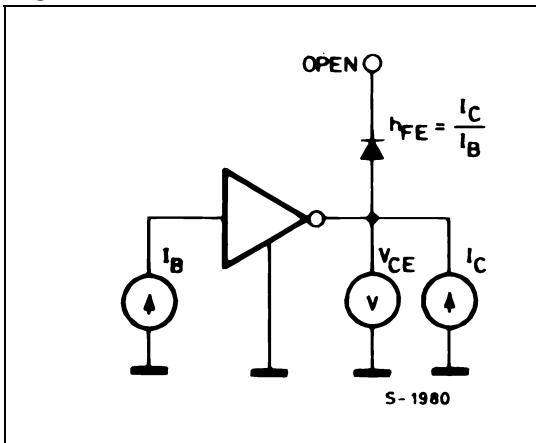 OPEN
hFE = IC
IB
IB
VCE
IC
V
S-1980